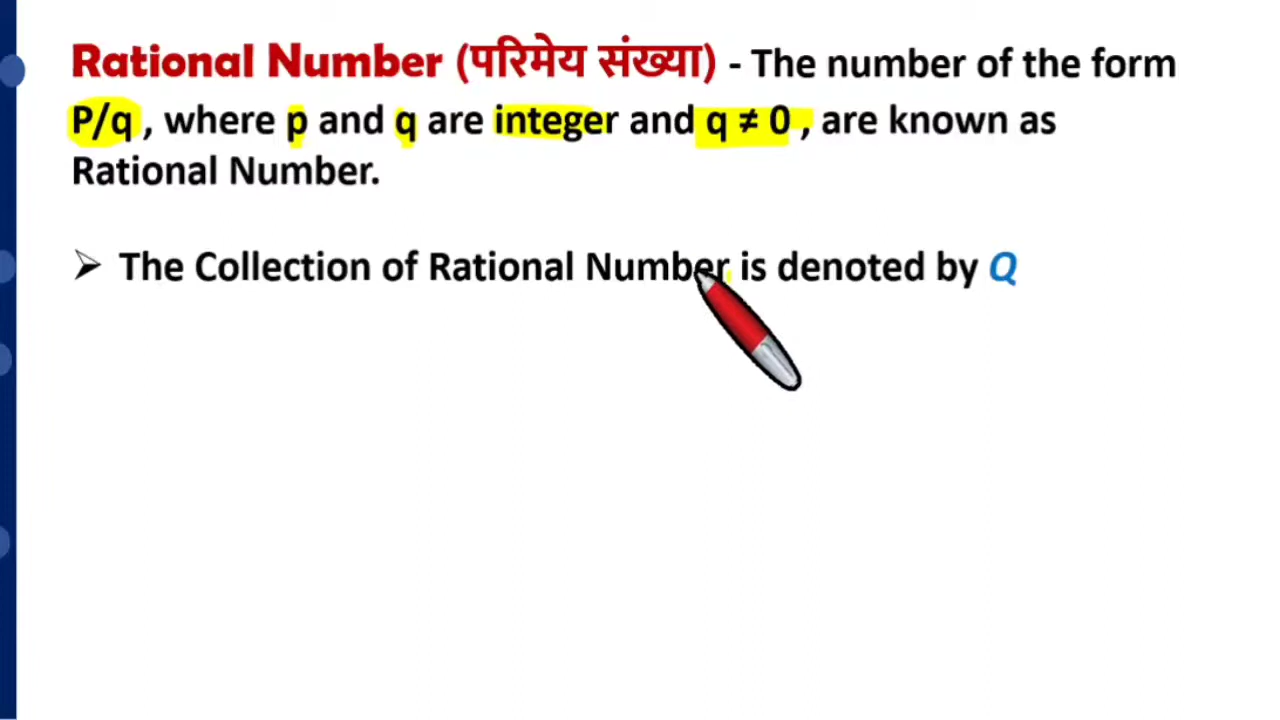 Rational Number (परिमेय संख्या) - The number of the form
P/q , where p and q are integer and q ≠ 0 , are known as
Rational Number.
➢ The Collection of Rational Number is denoted by Q